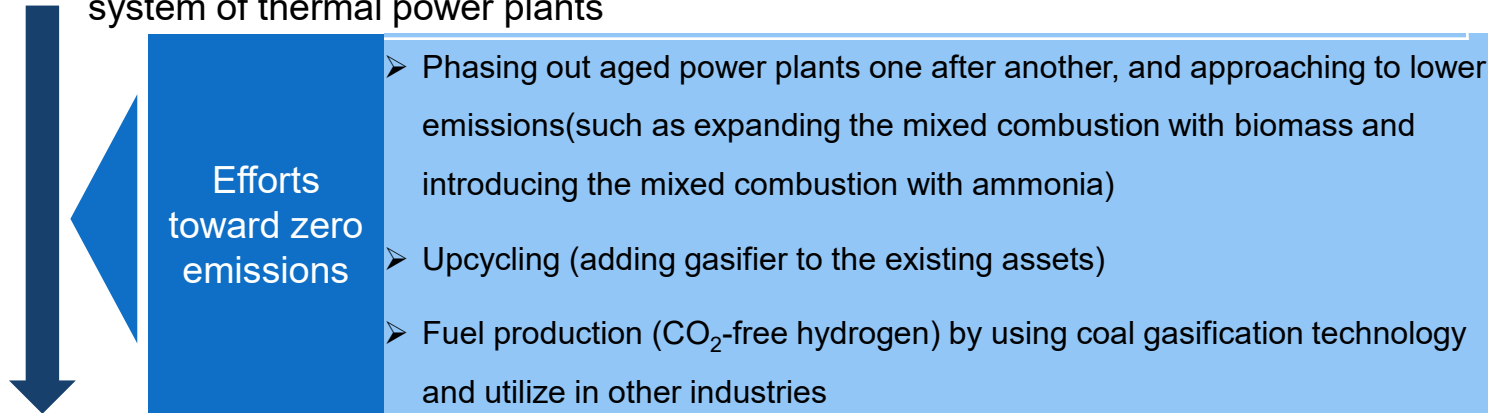 system of thermal power plants
Efforts
toward zero
emissions
➢ Phasing out aged power plants one after another, and approaching to lower
emissions(such as expanding the mixed combustion with biomass and
introducing the mixed combustion with ammonia)
➢ Upcycling (adding gasifier to the existing assets)
➢ Fuel production (CO₂-free hydrogen) by using coal gasification technology
and utilize in other industries